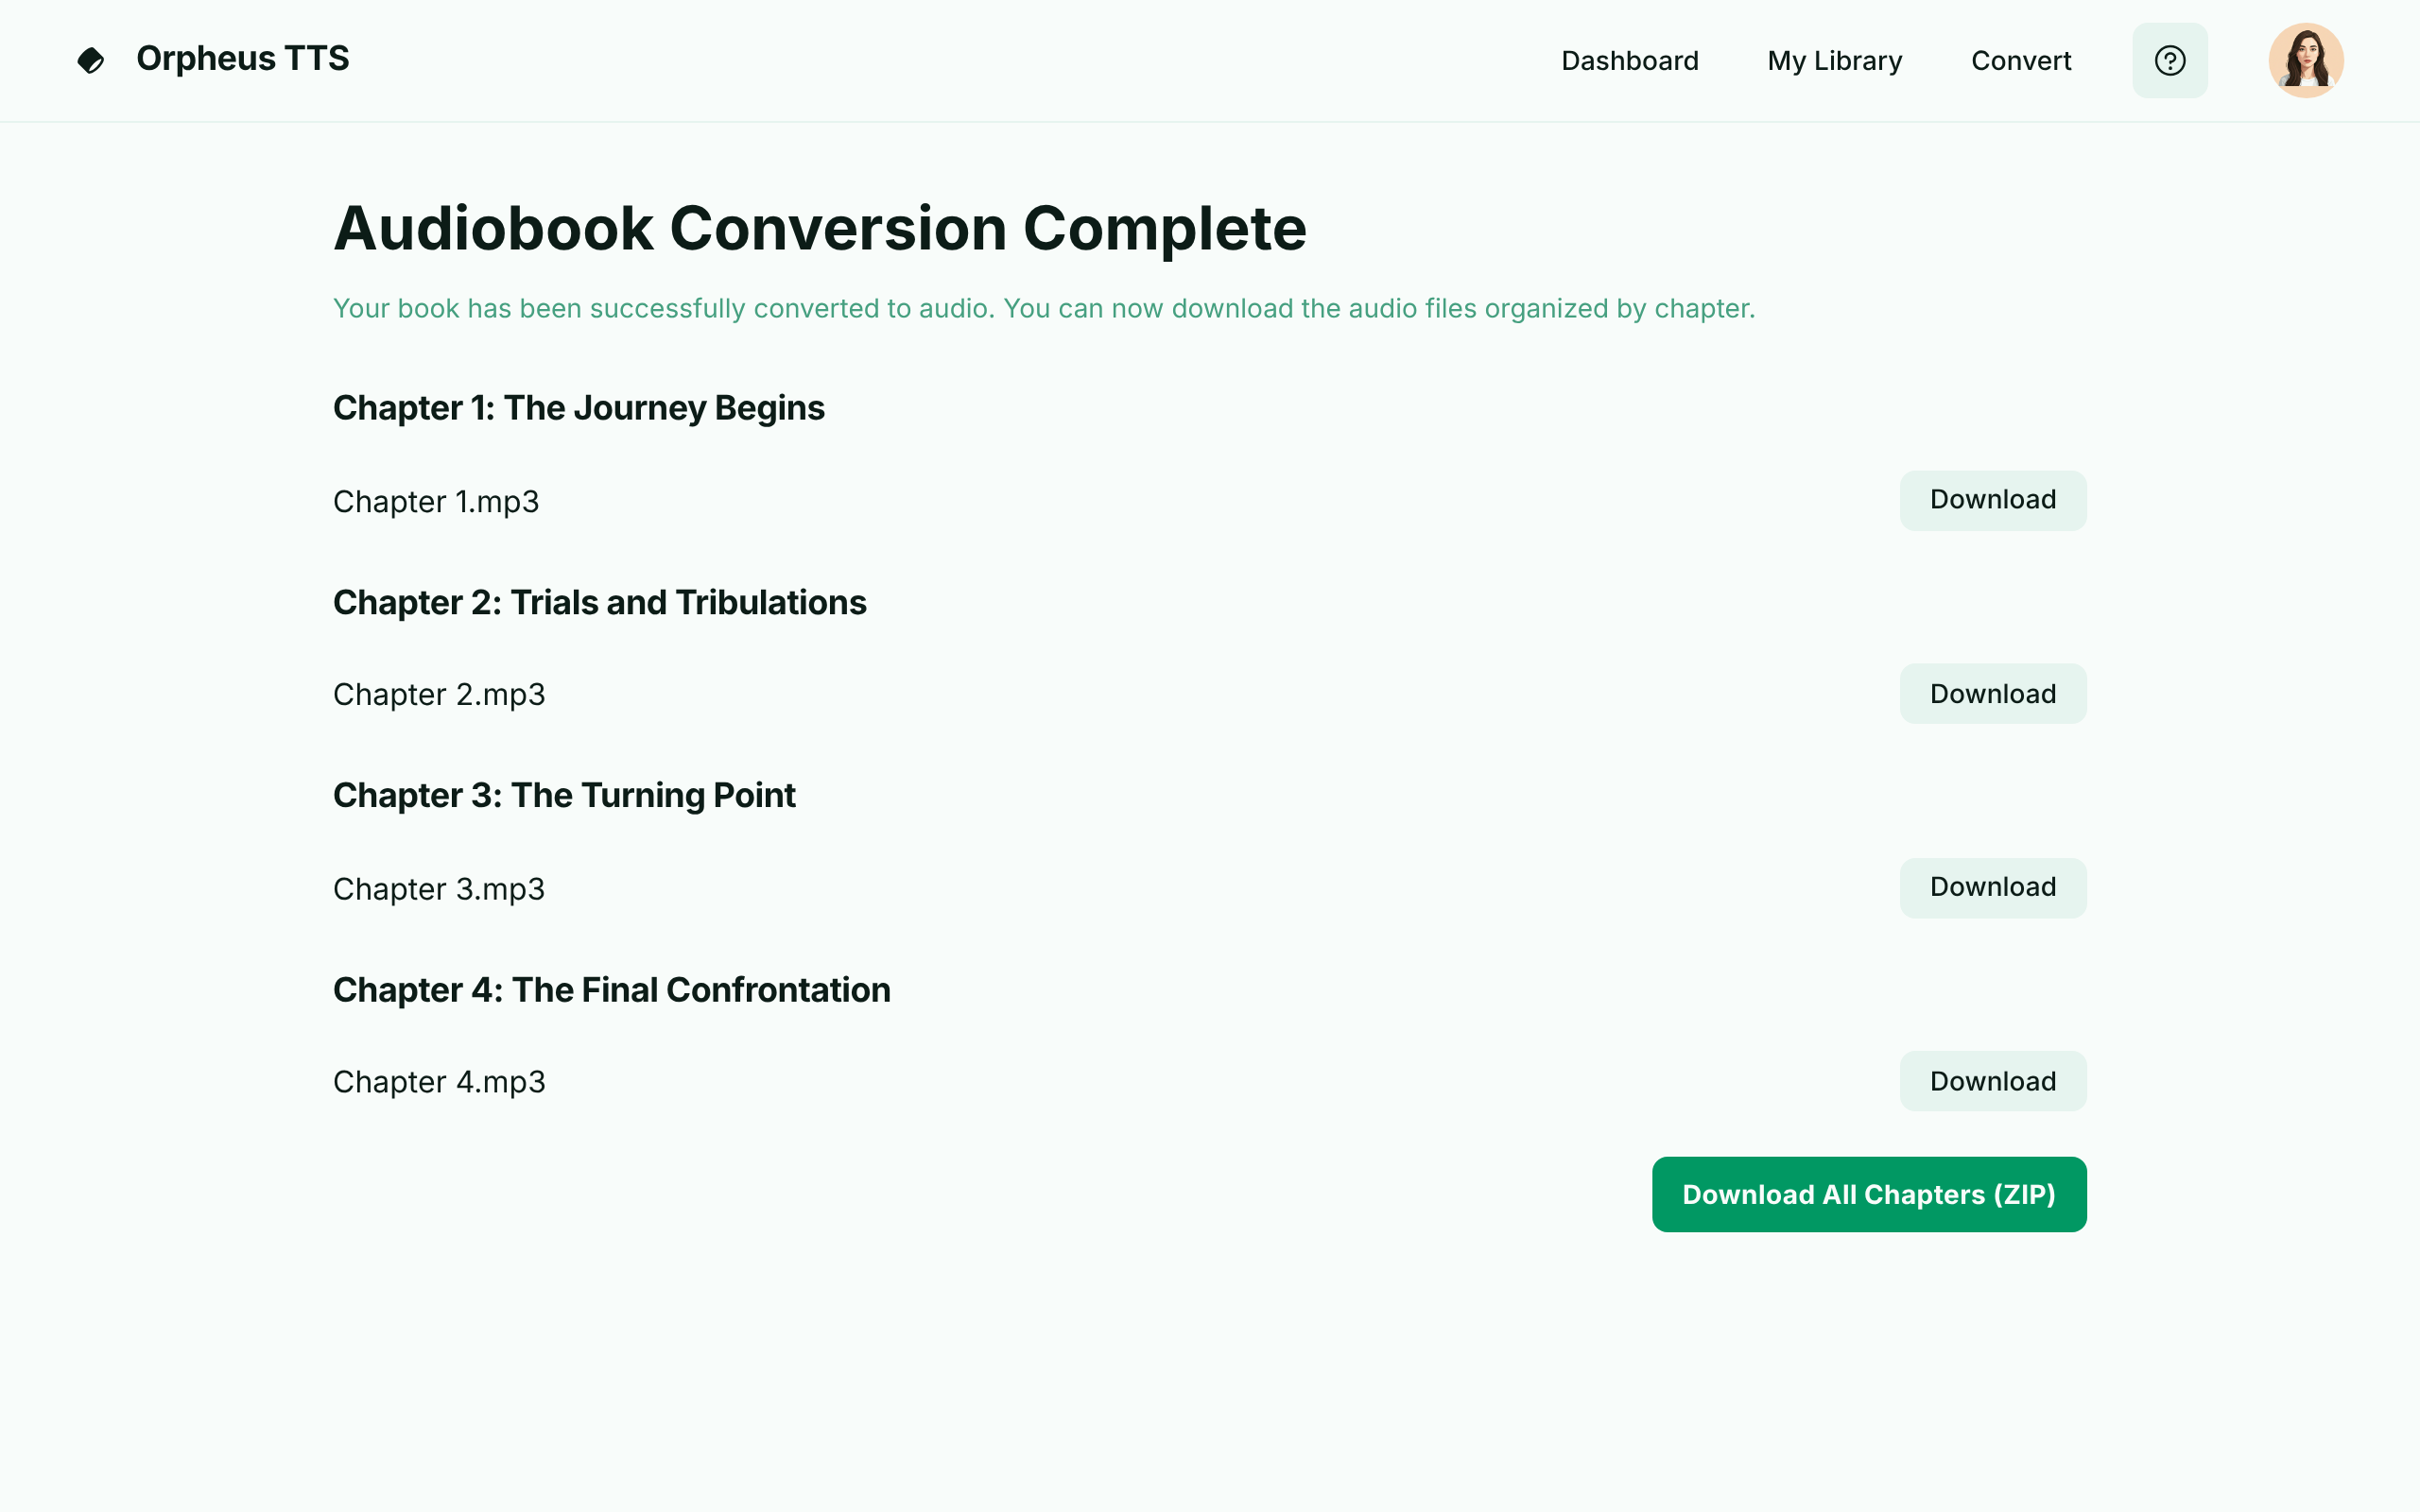 Orpheus TTS
Dashboard
My Library
Convert
Audiobook Conversion Complete
Your book has been successfully converted to audio. You can now download the audio files organized by chapter.
Chapter 1: The Journey Begins
Chapter 1.mp3
Download
Chapter 2: Trials and Tribulations
Chapter 2.mp3
Download
Chapter 3: The Turning Point
Chapter 3.mp3
Download
Chapter 4: The Final Confrontation
Chapter 4.mp3
Download
Download All Chapters (ZIP)